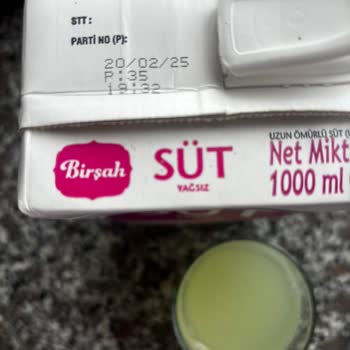 STT :
PARTİ NO (P):
20/02/25
P:35
19:32
Birşah
SÜT
YAĞSIZ
UZUN ÖMÜRLÜ SÜT
Net Mikt
1000 ml